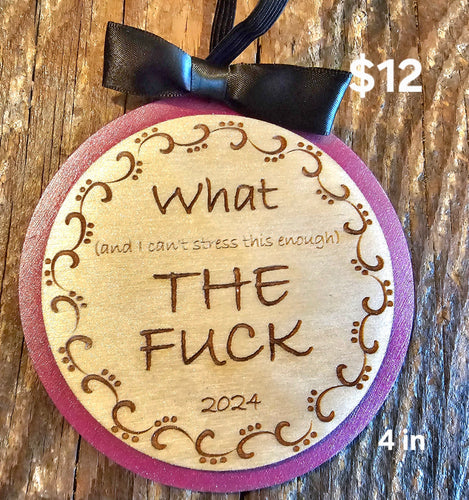 $12
What
(and I can't stress this enough)
THE
FUCK
2024
4 in